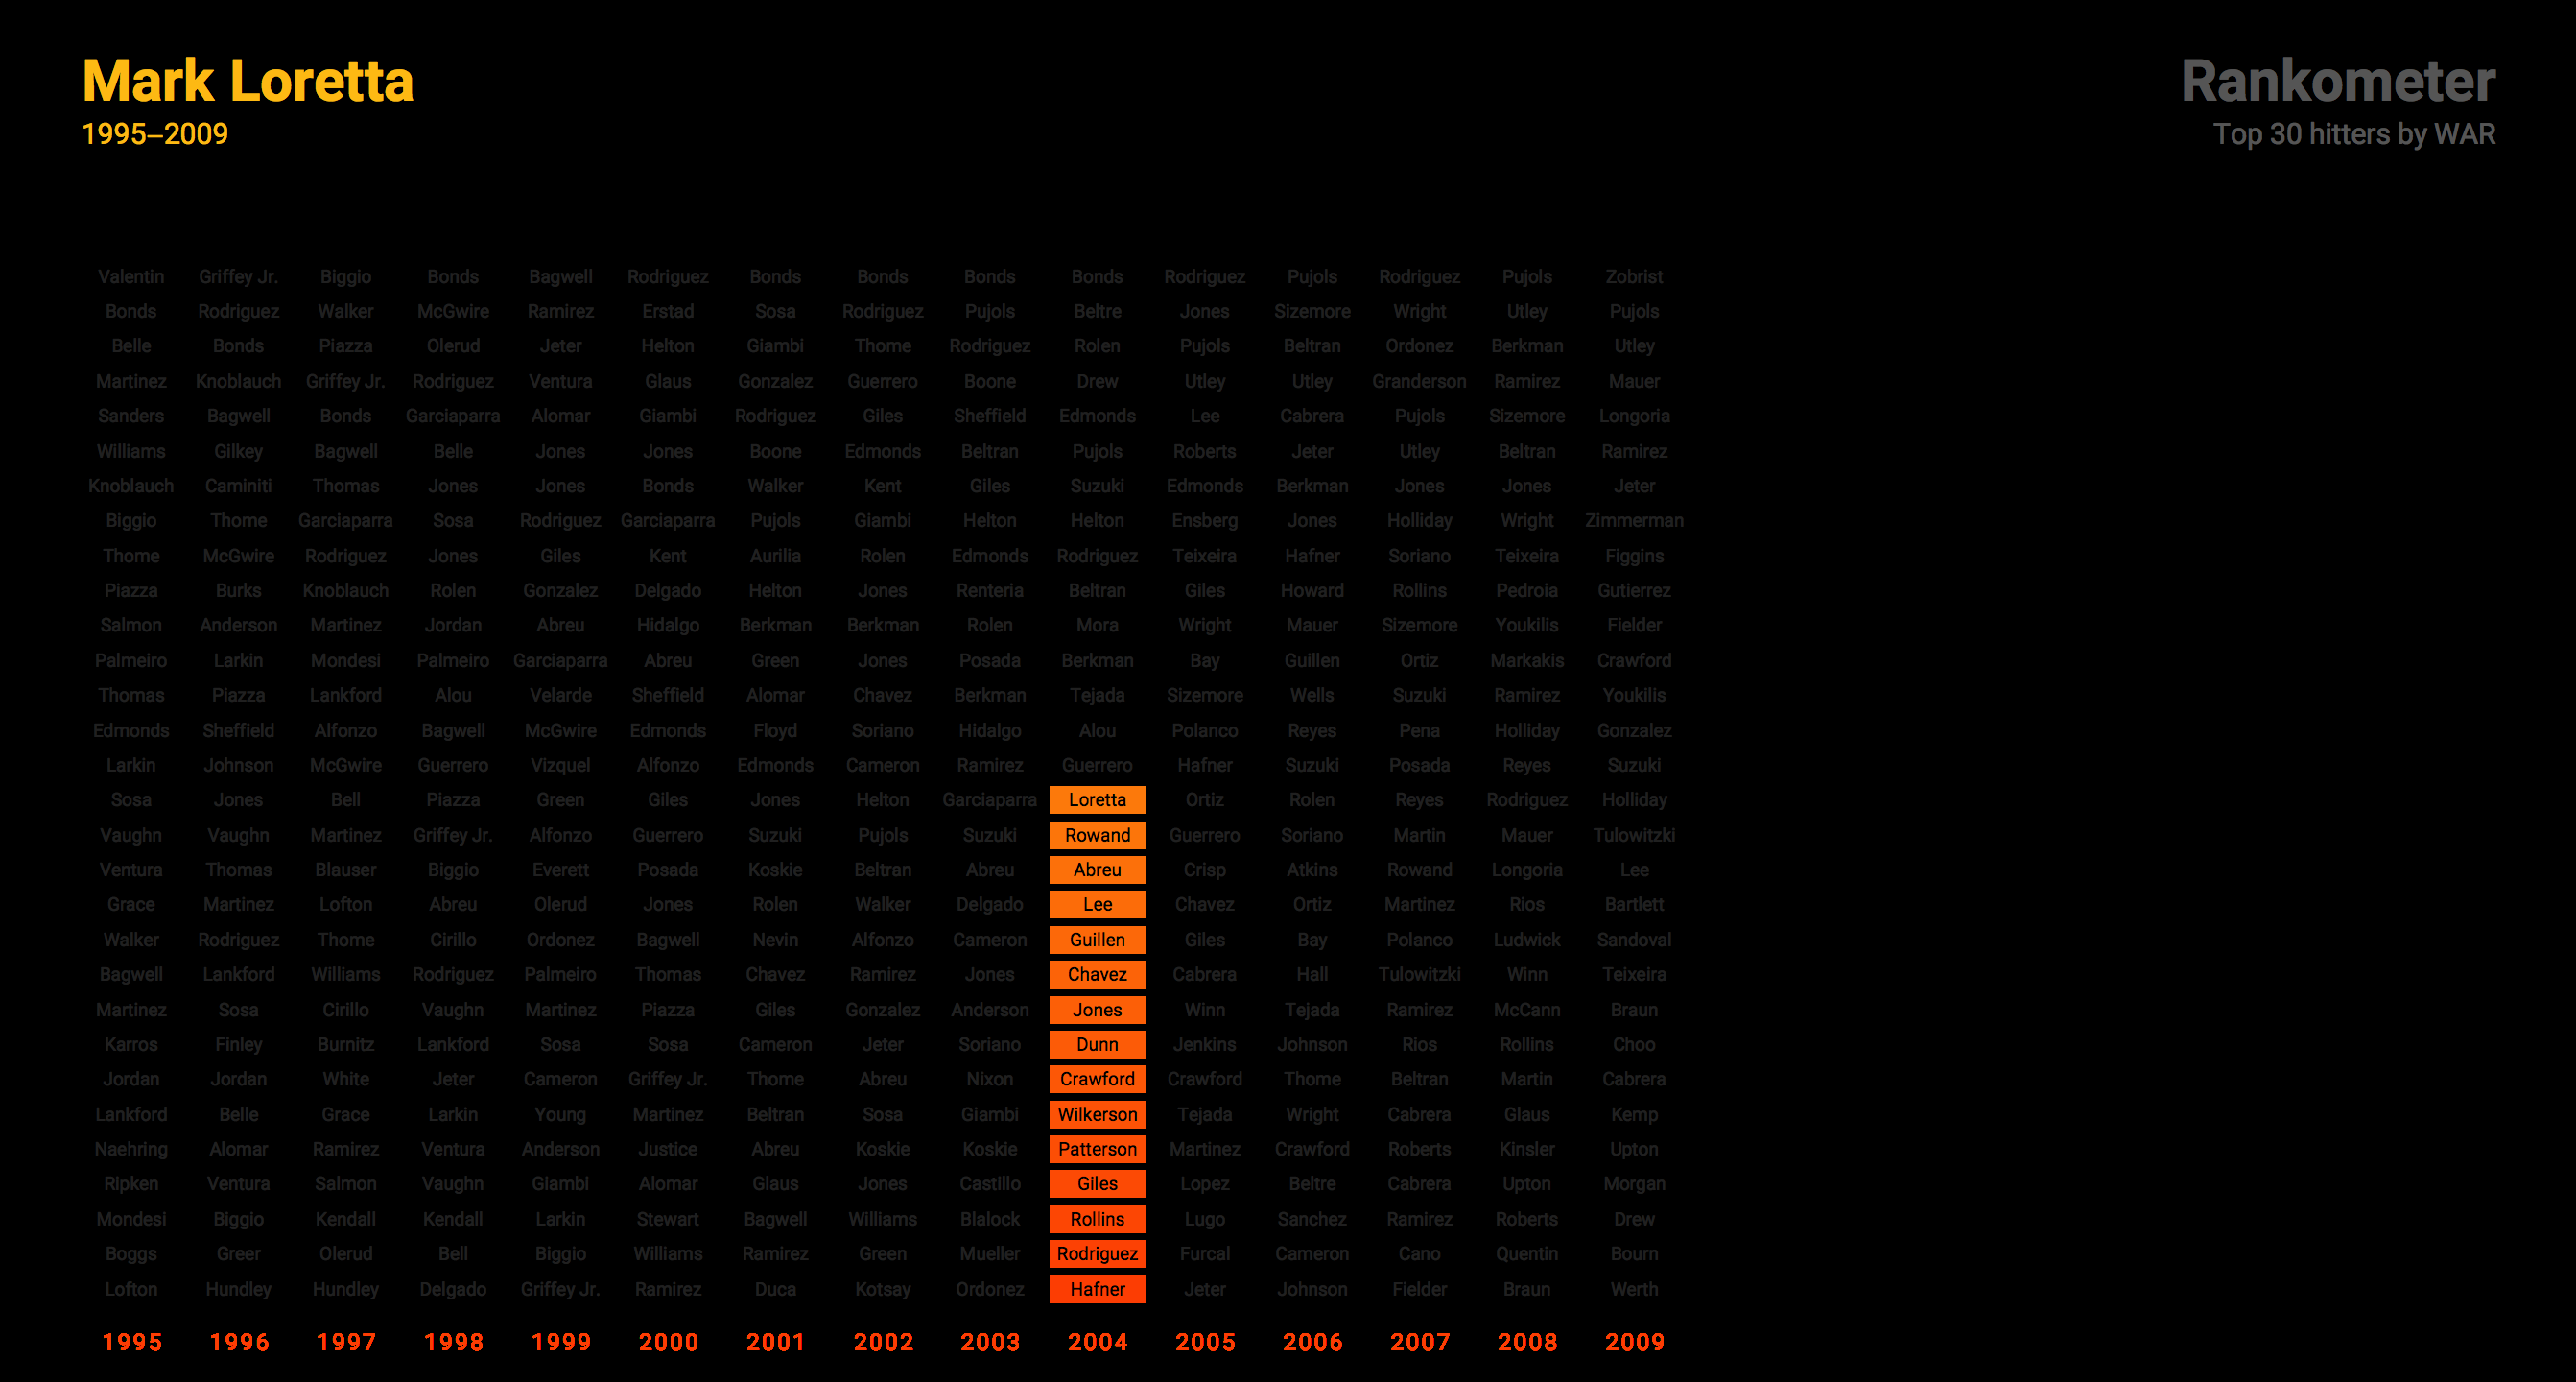 Mark Loretta
1995–2009
Rankometer
Top 30 hitters by WAR
Valentin Griffey Jr. Biggio Bonds Bagwell Rodriguez Bonds Bonds Bonds Bonds Rodriguez Pujols Rodriguez Pujols Zobrist
Bonds Rodriguez Walker McGwire Ramirez Erstad Sosa Rodriguez Pujols Beltre Jones Sizemore Wright Utley Pujols
Belle Bonds Piazza Olerud Jeter Helton Giambi Thome Rodriguez Rolen Pujols Beltran Ordonez Berkman Utley
Martinez Knoblauch Griffey Jr. Rodriguez Ventura Glaus Gonzalez Guerrero Boone Drew Utley Utley Granderson Ramirez Mauer
Sanders Bagwell Bonds Garciaparra Alomar Giambi Rodriguez Giles Sheffield Edmonds Lee Cabrera Pujols Sizemore Longoria
Williams Gilkey Bagwell Belle Jones Jones Boone Edmonds Beltran Pujols Roberts Jeter Utley Beltran Ramirez
Knoblauch Caminiti Thomas Jones Jones Bonds Walker Kent Giles Suzuki Edmonds Berkman Jones Jones Jeter
Biggio Thome Garciaparra Sosa Rodriguez Garciaparra Pujols Giambi Helton Helton Ensberg Jones Holliday Wright Zimmerman
Thome McGwire Rodriguez Jones Giles Kent Aurilia Rolen Edmonds Rodriguez Teixeira Hafner Soriano Teixeira Figgins
Piazza Burks Knoblauch Rolen Gonzalez Delgado Helton Jones Renteria Beltran Giles Howard Rollins Pedroia Gutierrez
Salmon Anderson Martinez Jordan Abreu Hidalgo Berkman Berkman Rolen Mora Wright Mauer Sizemore Youkilis Fielder
Palmeiro Larkin Mondesi Palmeiro Garciaparra Abreu Green Jones Posada Berkman Bay Guillen Ortiz Markakis Crawford
Thomas Piazza Lankford Alou Velarde Sheffield Alomar Chavez Berkman Tejada Sizemore Wells Suzuki Ramirez Youkilis
Edmonds Sheffield Alfonzo Bagwell McGwire Edmonds Floyd Soriano Hidalgo Alou Polanco Reyes Pena Holliday Gonzalez
Larkin Johnson McGwire Guerrero Vizquel Alfonzo Edmonds Cameron Ramirez Guerrero Hafner Suzuki Posada Reyes Suzuki
Sosa Jones Bell Piazza Green Giles Jones Helton Garciaparra Loretta Ortiz Rolen Reyes Rodriguez Holliday
Vaughn Vaughn Martinez Griffey Jr. Alfonzo Guerrero Suzuki Pujols Suzuki Rowand Guerrero Soriano Martin Mauer Tulowitzki
Ventura Thomas Blauser Biggio Everett Posada Koskie Beltran Abreu Abreu Crisp Atkins Rowand Longoria Lee
Grace Martinez Lofton Abreu Olerud Jones Rolen Walker Delgado Lee Chavez Ortiz Martinez Rios Bartlett
Walker Rodriguez Thome Cirillo Ordonez Bagwell Nevin Alfonzo Cameron Guillen Giles Bay Polanco Ludwick Sandoval
Bagwell Lankford Williams Rodriguez Palmeiro Thomas Chavez Ramirez Jones Chavez Cabrera Hall Tulowitzki Winn Teixeira
Martinez Sosa Cirillo Vaughn Martinez Piazza Giles Gonzalez Anderson Jones Winn Tejada Ramirez McCann Braun
Karros Finley Burnitz Lankford Sosa Sosa Cameron Jeter Soriano Dunn Jenkins Johnson Rios Rollins Choo
Jordan Jordan White Jeter Cameron Griffey Jr. Thome Abreu Nixon Crawford Crawford Thome Beltran Martin Cabrera
Lankford Belle Grace Larkin Young Martinez Beltran Sosa Giambi Wilkerson Tejada Wright Cabrera Glaus Kemp
Naehring Alomar Ramirez Ventura Anderson Justice Abreu Koskie Koskie Patterson Martinez Crawford Roberts Kinsler Upton
Ripken Ventura Salmon Vaughn Giambi Alomar Glaus Jones Castillo Giles Lopez Beltre Cabrera Upton Morgan
Mondesi Biggio Kendall Kendall Larkin Stewart Bagwell Williams Blalock Rollins Lugo Sanchez Ramirez Roberts Drew
Boggs Greer Olerud Bell Biggio Williams Ramirez Green Mueller Rodriguez Furcal Cameron Cano Quentin Bourn
Lofton Hundley Hundley Delgado Griffey Jr. Ramirez Duca Kotsay Ordonez Hafner Jeter Johnson Fielder Braun Werth
1995 1996 1997 1998 1999 2000 2001 2002 2003 2004 2005 2006 2007 2008 2009